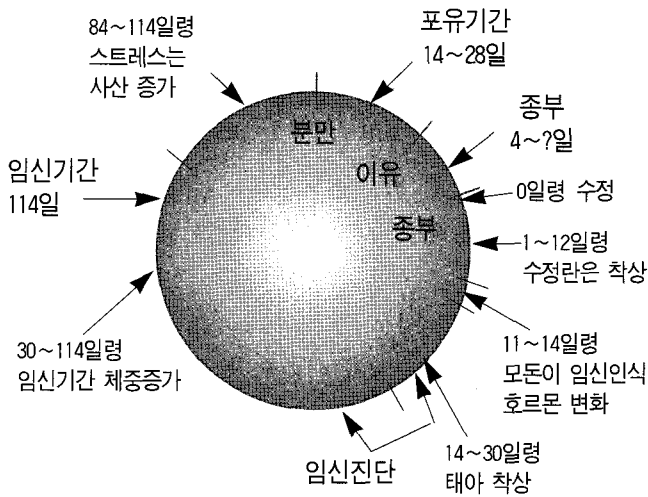 84～114일령
스트레스는
사산 증가
포유기간
14～28일
종부
4～?일
분만
이유
종부
0일령 수정
1～12일령
수정란은 착상
11～14일령
모돈이 임신인식
호르몬 변화
14～30일령
태아 착상
임신진단
30～114일령
임신기간 체중증가
임신기간
114일